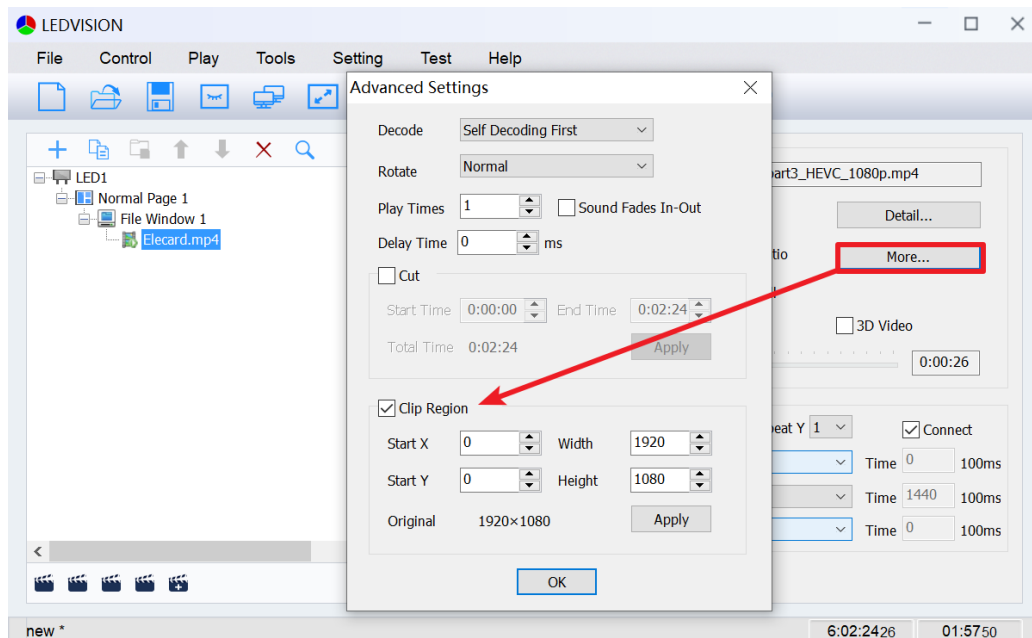 LEDVISION
File Control Play Tools Setting Test Help
Advanced Settings
Decode Self Decoding First
Rotate Normal
Play Times 1 Sound Fades In-Out
Delay Time 0 ms
Cut
Start Time 0:00:00 End Time 0:02:24
Total Time 0:02:24 Apply
Clip Region
Start X 0 Width 1920
Start Y 0 Height 1080
Original 1920×1080 Apply
OK
LED1
Normal Page 1
File Window 1
Elecard.mp4
part3_HEVC_1080p.mp4
Detail...
tio More...
3D Video
0:00:26
eat Y 1 Connect
Time 0 100ms
Time 1440 100ms
Time 0 100ms
new * 6:02:2426 01:5750